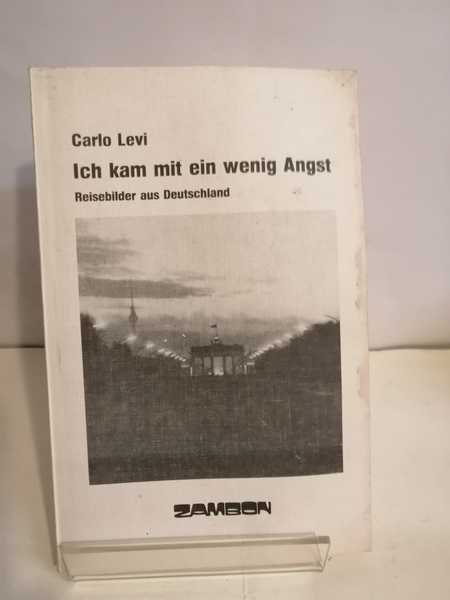 Carlo Levi
Ich kam mit ein wenig Angst
Reisebilder aus Deutschland
ZAMBON